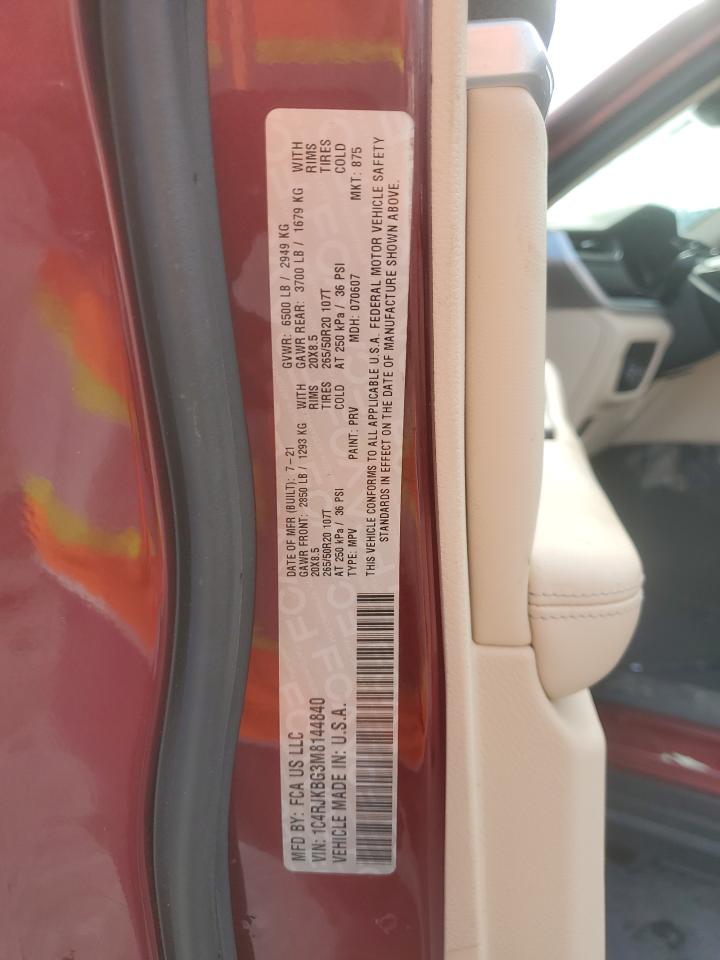 MFD BY: FCA US LLC
VIN: 1C4RJKBG3M8144840
VEHICLE MADE IN: U.S.A.
DATE OF MFR (BUILT): 7-21 GVWR: 6500 LB / 2949 KG
GAWR FRONT: 2850 LB / 1293 KG WITH GAWR REAR: 3700 LB / 1679 KG WITH
20X8.5 RIMS 20X8.5 RIMS
265/50R20 107T TIRES 265/50R20 107T TIRES
AT 250 kPa / 36 PSI COLD AT 250 kPa / 36 PSI COLD
TYPE: MPV PAINT: PRV MDH: 070607 MKT: 875
THIS VEHICLE CONFORMS TO ALL APPLICABLE U.S.A. FEDERAL MOTOR VEHICLE SAFETY
STANDARDS IN EFFECT ON THE DATE OF MANUFACTURE SHOWN ABOVE.